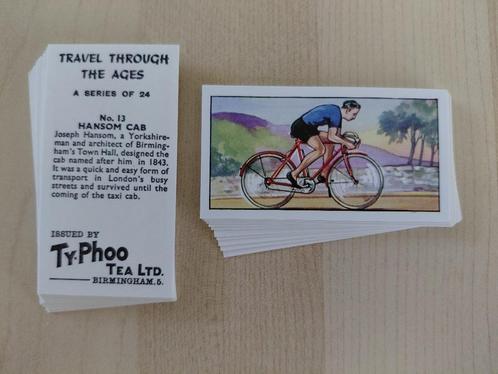 TRAVEL THROUGH
THE AGES
A SERIES OF 24
No. 13
HANSOM CAB
Joseph Hansom, a Yorkshire-
man and architect of Birming-
ham's Town Hall, designed the
cab named after him in 1843.
It was a quick and easy form of
transport in London's busy
streets and survived until the
coming of the taxi cab.
ISSUED BY
Ty·Phoo
TEA LTD.
BIRMINGHAM.5.